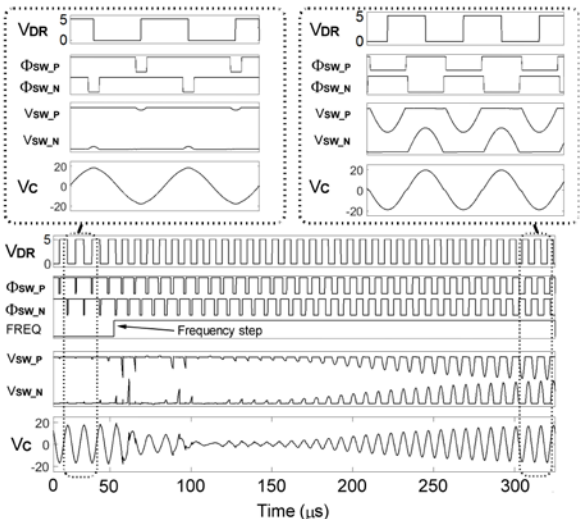 VDR 5 0
ΦSW_P
ΦSW_N
VSW_P
VSW_N
VC 20 0 -20
VDR 5 0
ΦSW_P
ΦSW_N
VSW_P
VSW_N
VC 20 0 -20
VDR 5 0
ΦSW_P
ΦSW_N
FREQ Frequency step
VSW_P
VSW_N
VC 20 0 -20
0 50 100 150 200 250 300
Time (μs)